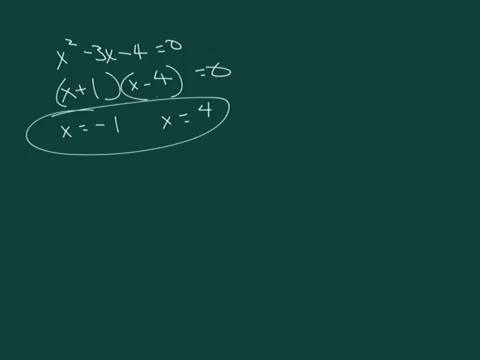 x² - 3x - 4 = 0
(x + 1)(x - 4) = 0
x = -1 x = 4